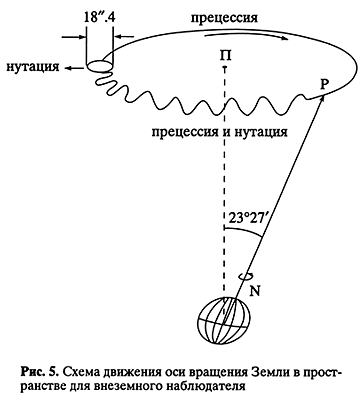 18″.4
прецессия
нутация
П
P
прецессия и нутация
23°27′
N
Рис. 5. Схема движения оси вращения Земли в прост-
ранстве для внеземного наблюдателя